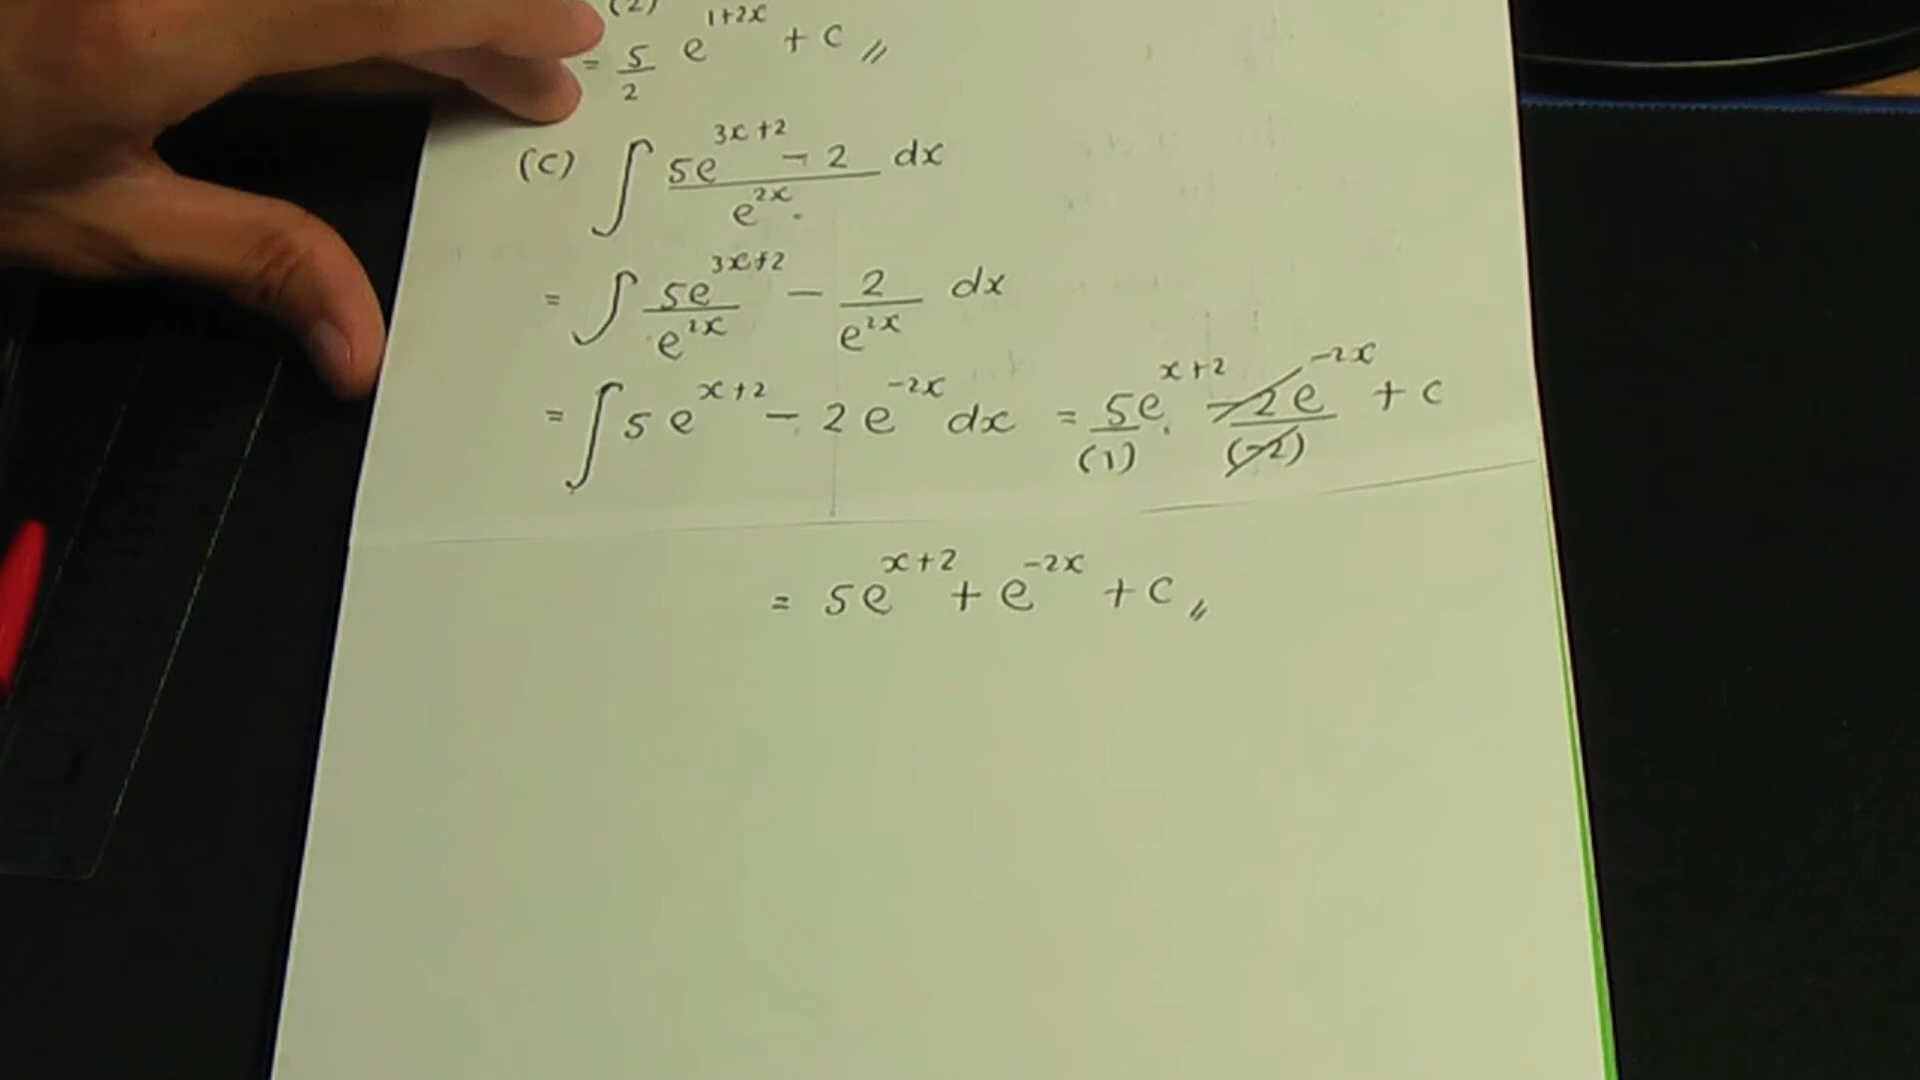 (2)
= 5/2 e^{1+2x} + c //
(c) ∫ (5e^{3x+2} - 2)/e^{2x} dx
= ∫ 5e^{3x+2}/e^{2x} - 2/e^{2x} dx
= ∫ 5e^{x+2} - 2e^{-2x} dx = 5e^{x+2}/(1) - 2e^{-2x}/(-2) + c
= 5e^{x+2} + e^{-2x} + c //